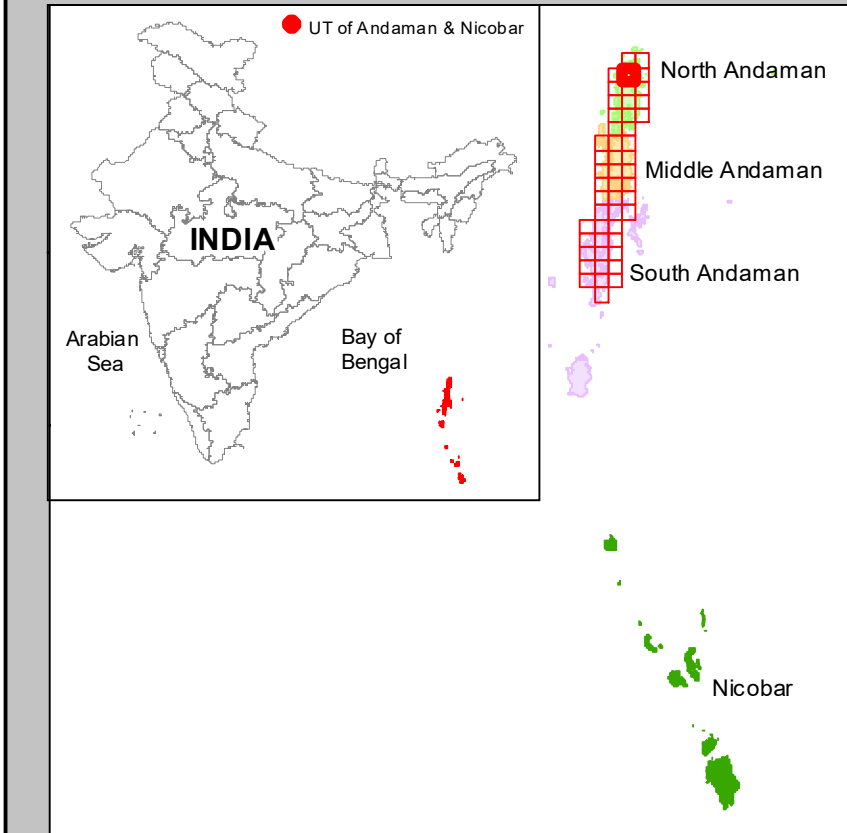 UT of Andaman & Nicobar
North Andaman
Middle Andaman
INDIA
South Andaman
Arabian
Sea
Bay of
Bengal
Nicobar